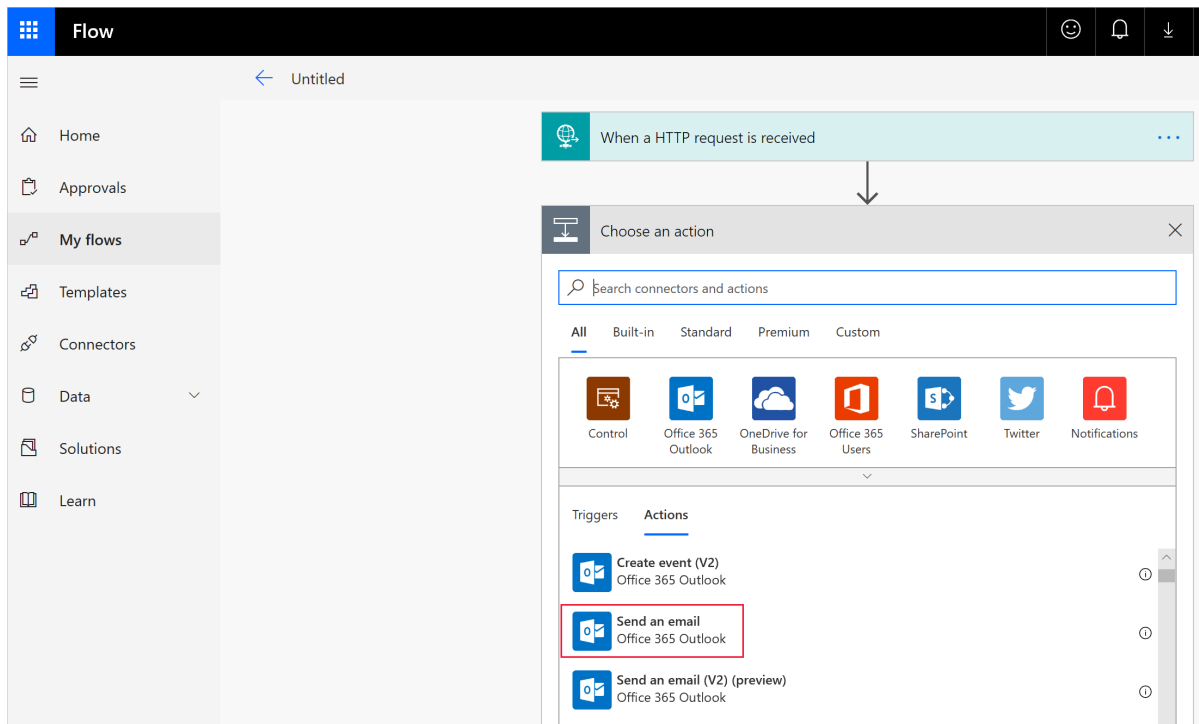 Flow
Untitled
Home
Approvals
My flows
Templates
Connectors
Data
Solutions
Learn
When a HTTP request is received
Choose an action
Search connectors and actions
All Built-in Standard Premium Custom
Control
Office 365
Outlook
OneDrive for
Business
Office 365
Users
SharePoint
Twitter
Notifications
Triggers Actions
Create event (V2)
Office 365 Outlook
Send an email
Office 365 Outlook
Send an email (V2) (preview)
Office 365 Outlook